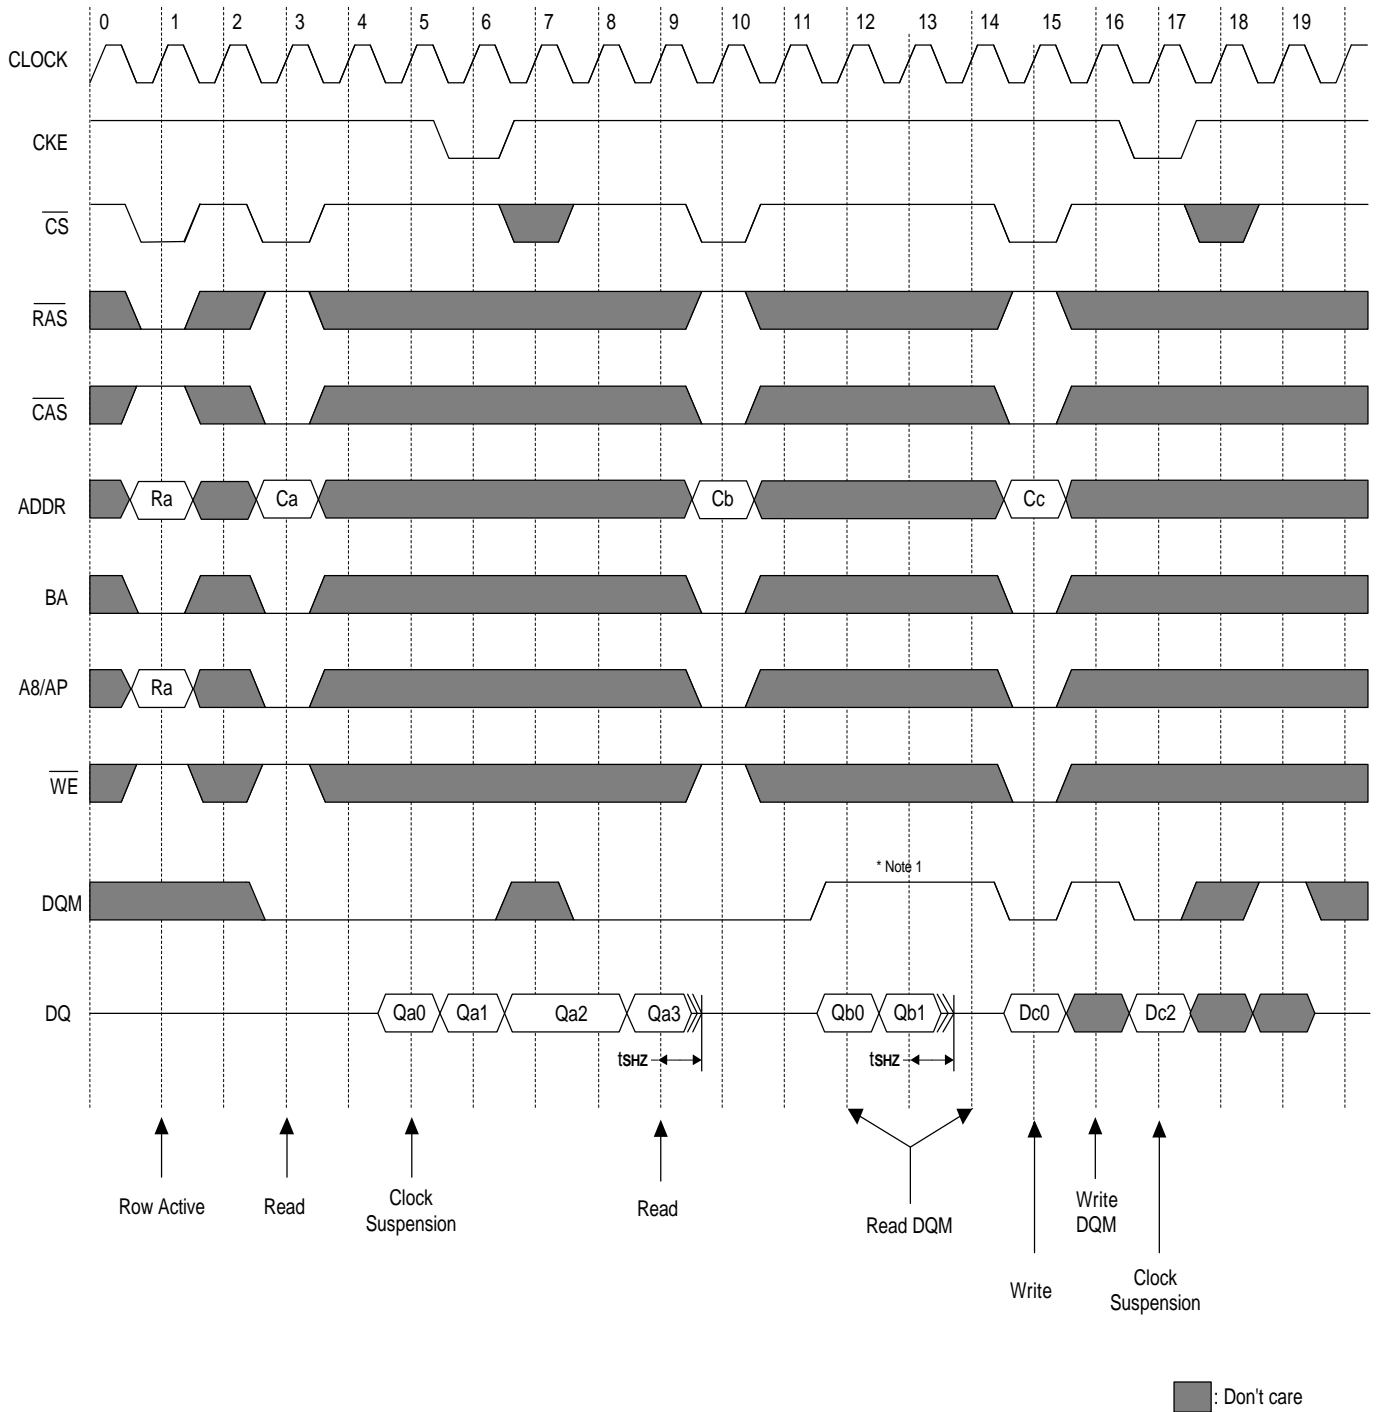 0 1 2 3 4 5 6 7 8 9 10 11 12 13 14 15 16 17 18 19
CLOCK
CKE
CS
RAS
CAS
ADDR Ra Ca Cb Cc
BA
A8/AP Ra
WE
* Note 1
DQM
DQ Qa0 Qa1 Qa2 Qa3 Qb0 Qb1 Dc0 Dc2
tSHZ tSHZ
Row Active
Read
Clock
Suspension
Read
Read DQM
Write
Write
DQM
Clock
Suspension
: Don't care